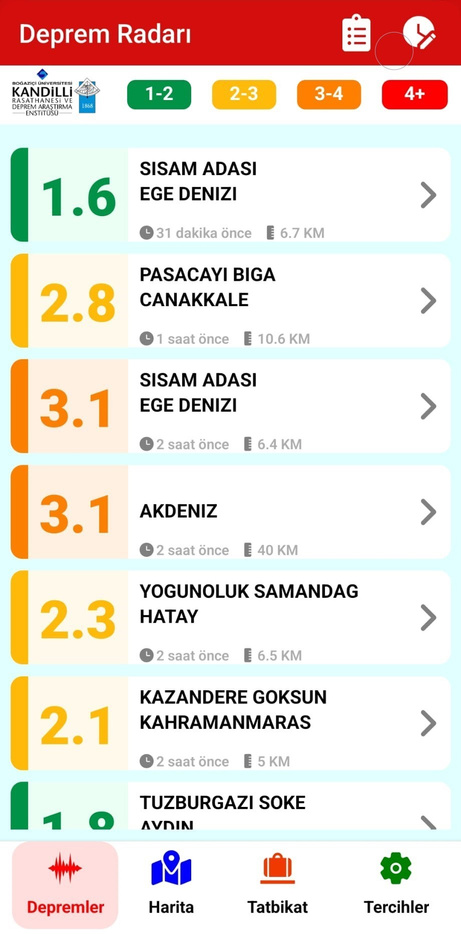 Deprem Radarı
BOĞAZİÇİ ÜNİVERSİTESİ
KANDİLLİ
RASATHANESİ VE
DEPREM ARAŞTIRMA
ENSTİTÜSÜ
1868
1-2
2-3
3-4
4+
1.6
SISAM ADASI
EGE DENIZI
31 dakika önce
6.7 KM
2.8
PASACAYI BIGA
CANAKKALE
1 saat önce
10.6 KM
3.1
SISAM ADASI
EGE DENIZI
2 saat önce
6.4 KM
3.1
AKDENIZ
2 saat önce
40 KM
2.3
YOGUNOLUK SAMANDAG
HATAY
2 saat önce
6.5 KM
2.1
KAZANDERE GOKSUN
KAHRAMANMARAS
2 saat önce
5 KM
1.8
TUZBURGAZI SOKE
AYDIN
Depremler
Harita
Tatbikat
Tercihler